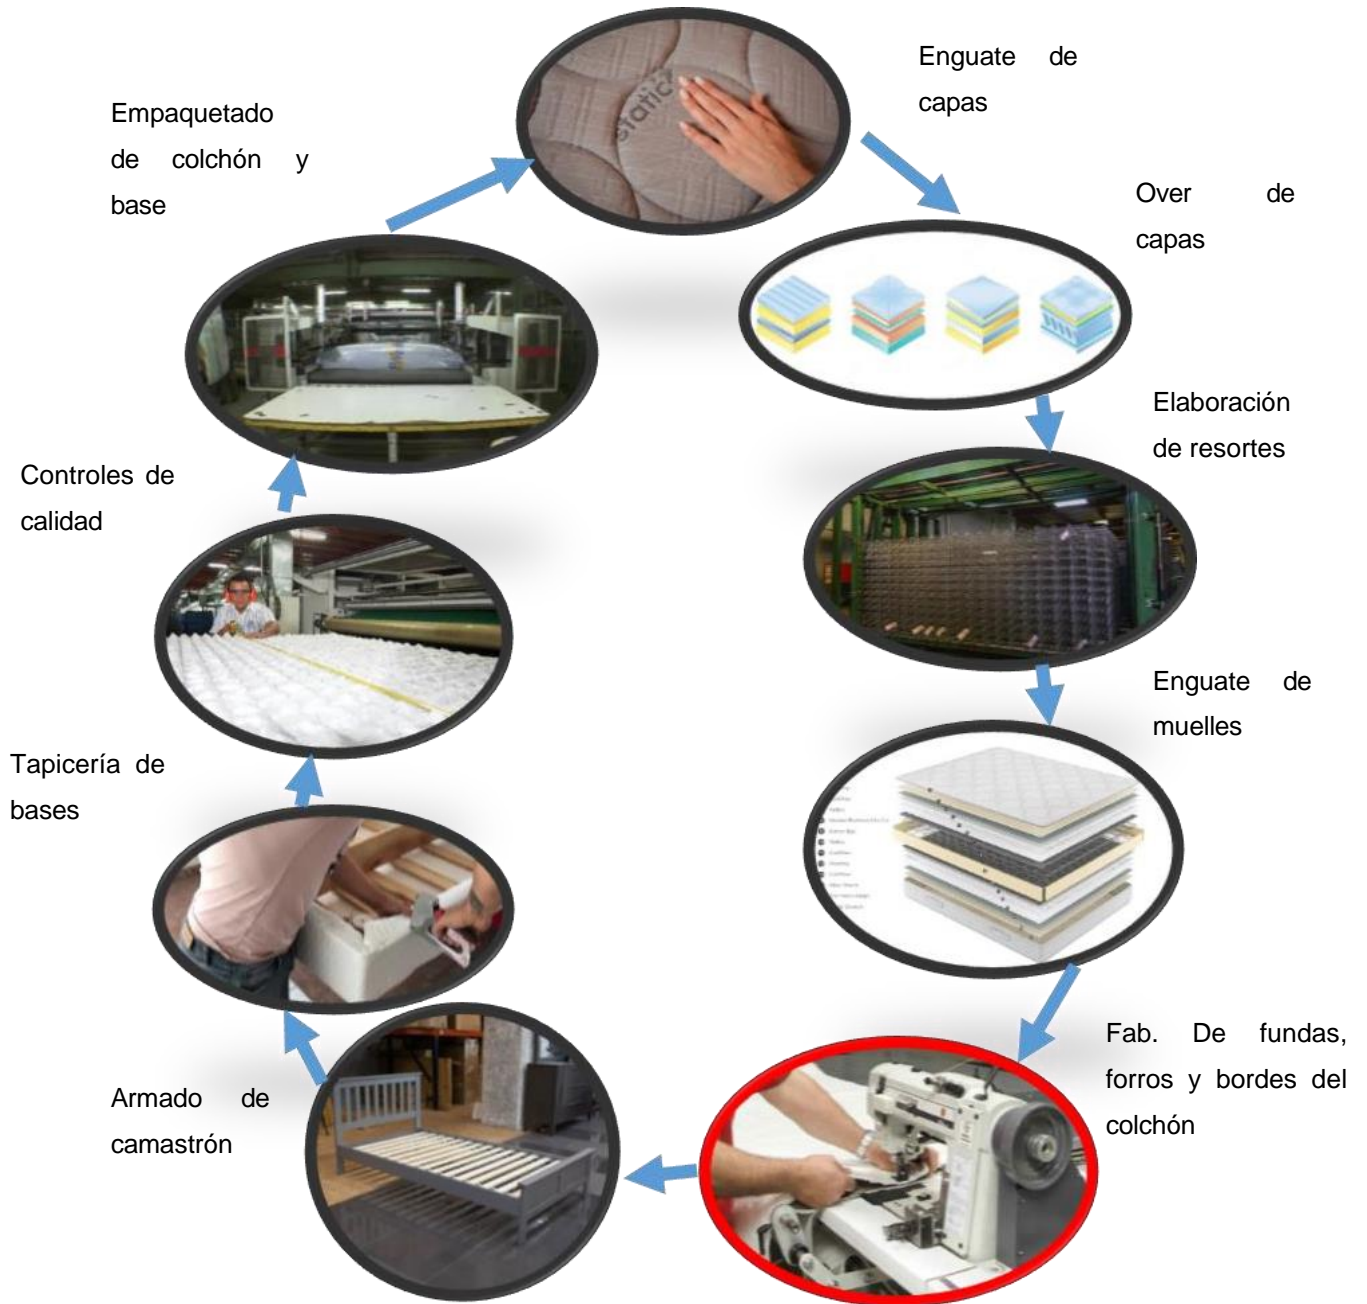 Enguate de
capas
Empaquetado
de colchón y
base
static
Over de
capas
Elaboración
de resortes
Controles de
calidad
Enguate de
muelles
Tapicería de
bases
Fab. De fundas,
forros y bordes del
colchón
Armado de
camastrón